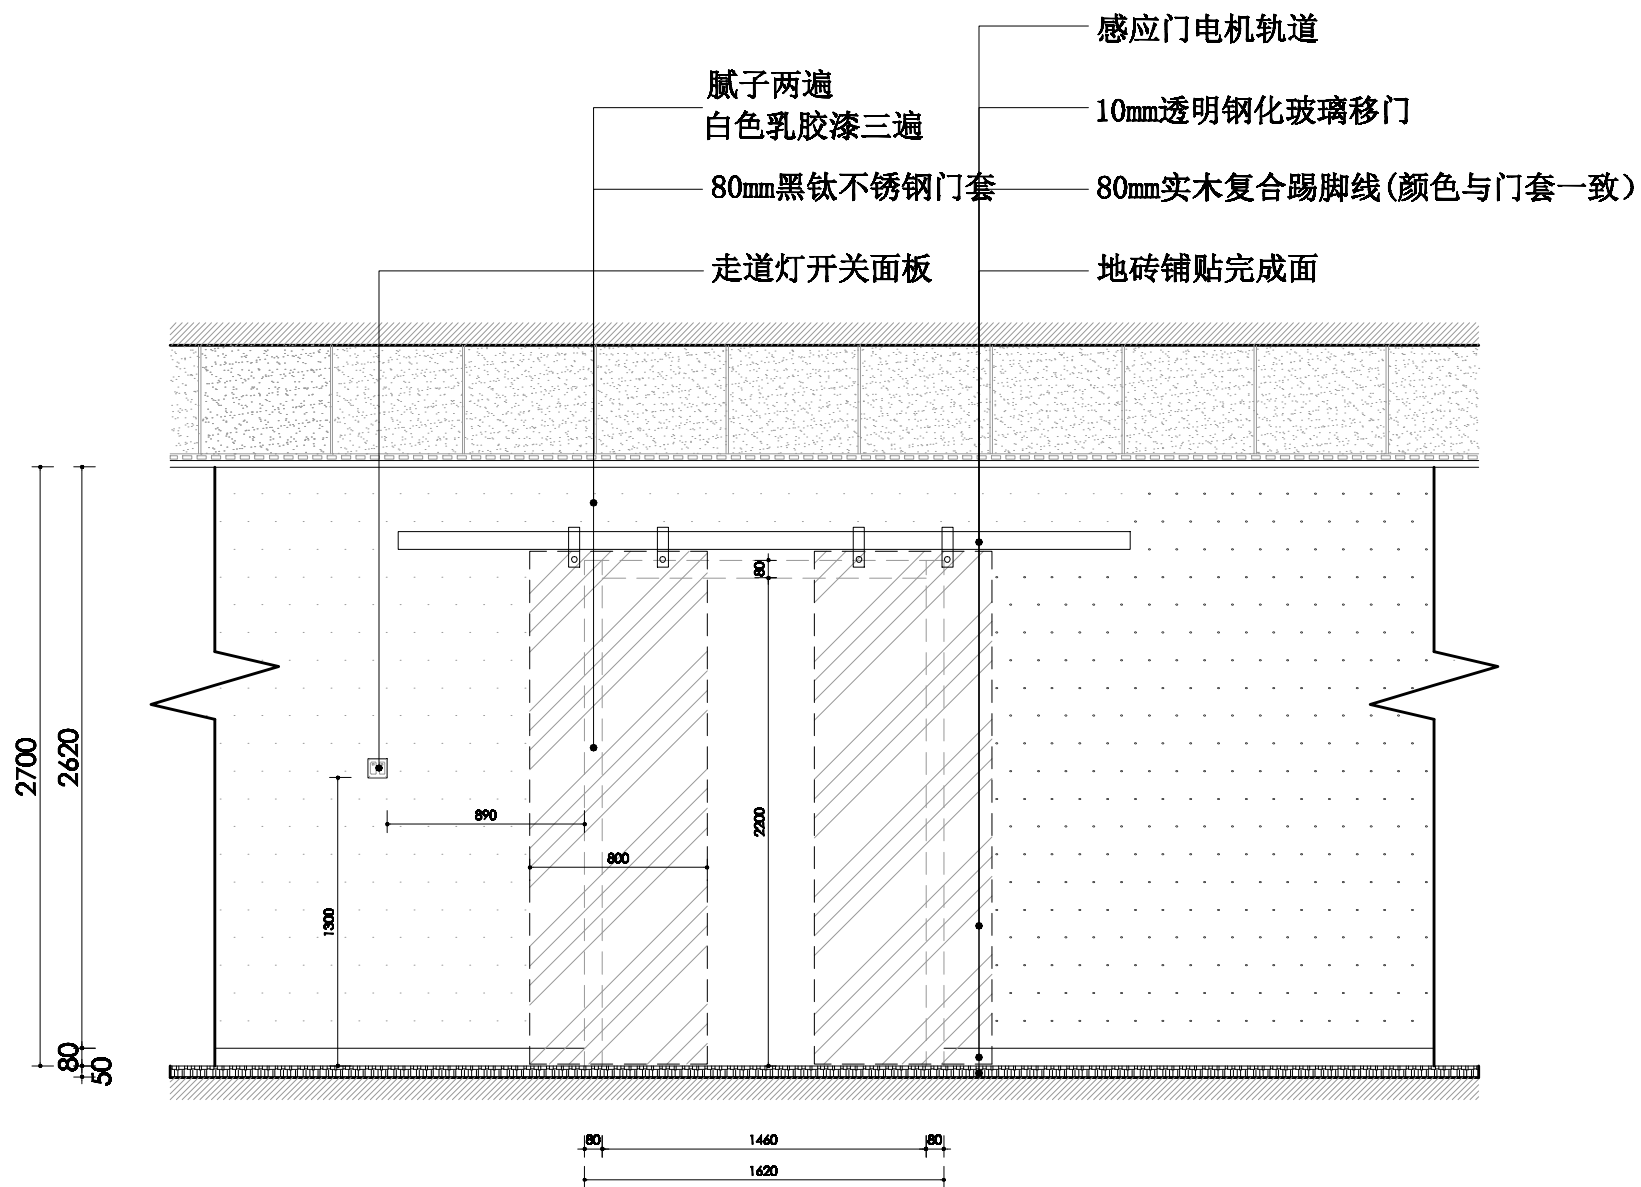 感应门电机轨道
腻子两遍
白色乳胶漆三遍
10mm透明钢化玻璃移门
80mm黑钛不锈钢门套
80mm实木复合踢脚线(颜色与门套一致)
走道灯开关面板
地砖铺贴完成面
80
2700
2620
890
2200
800
1300
80
50
80
1460
80
1620